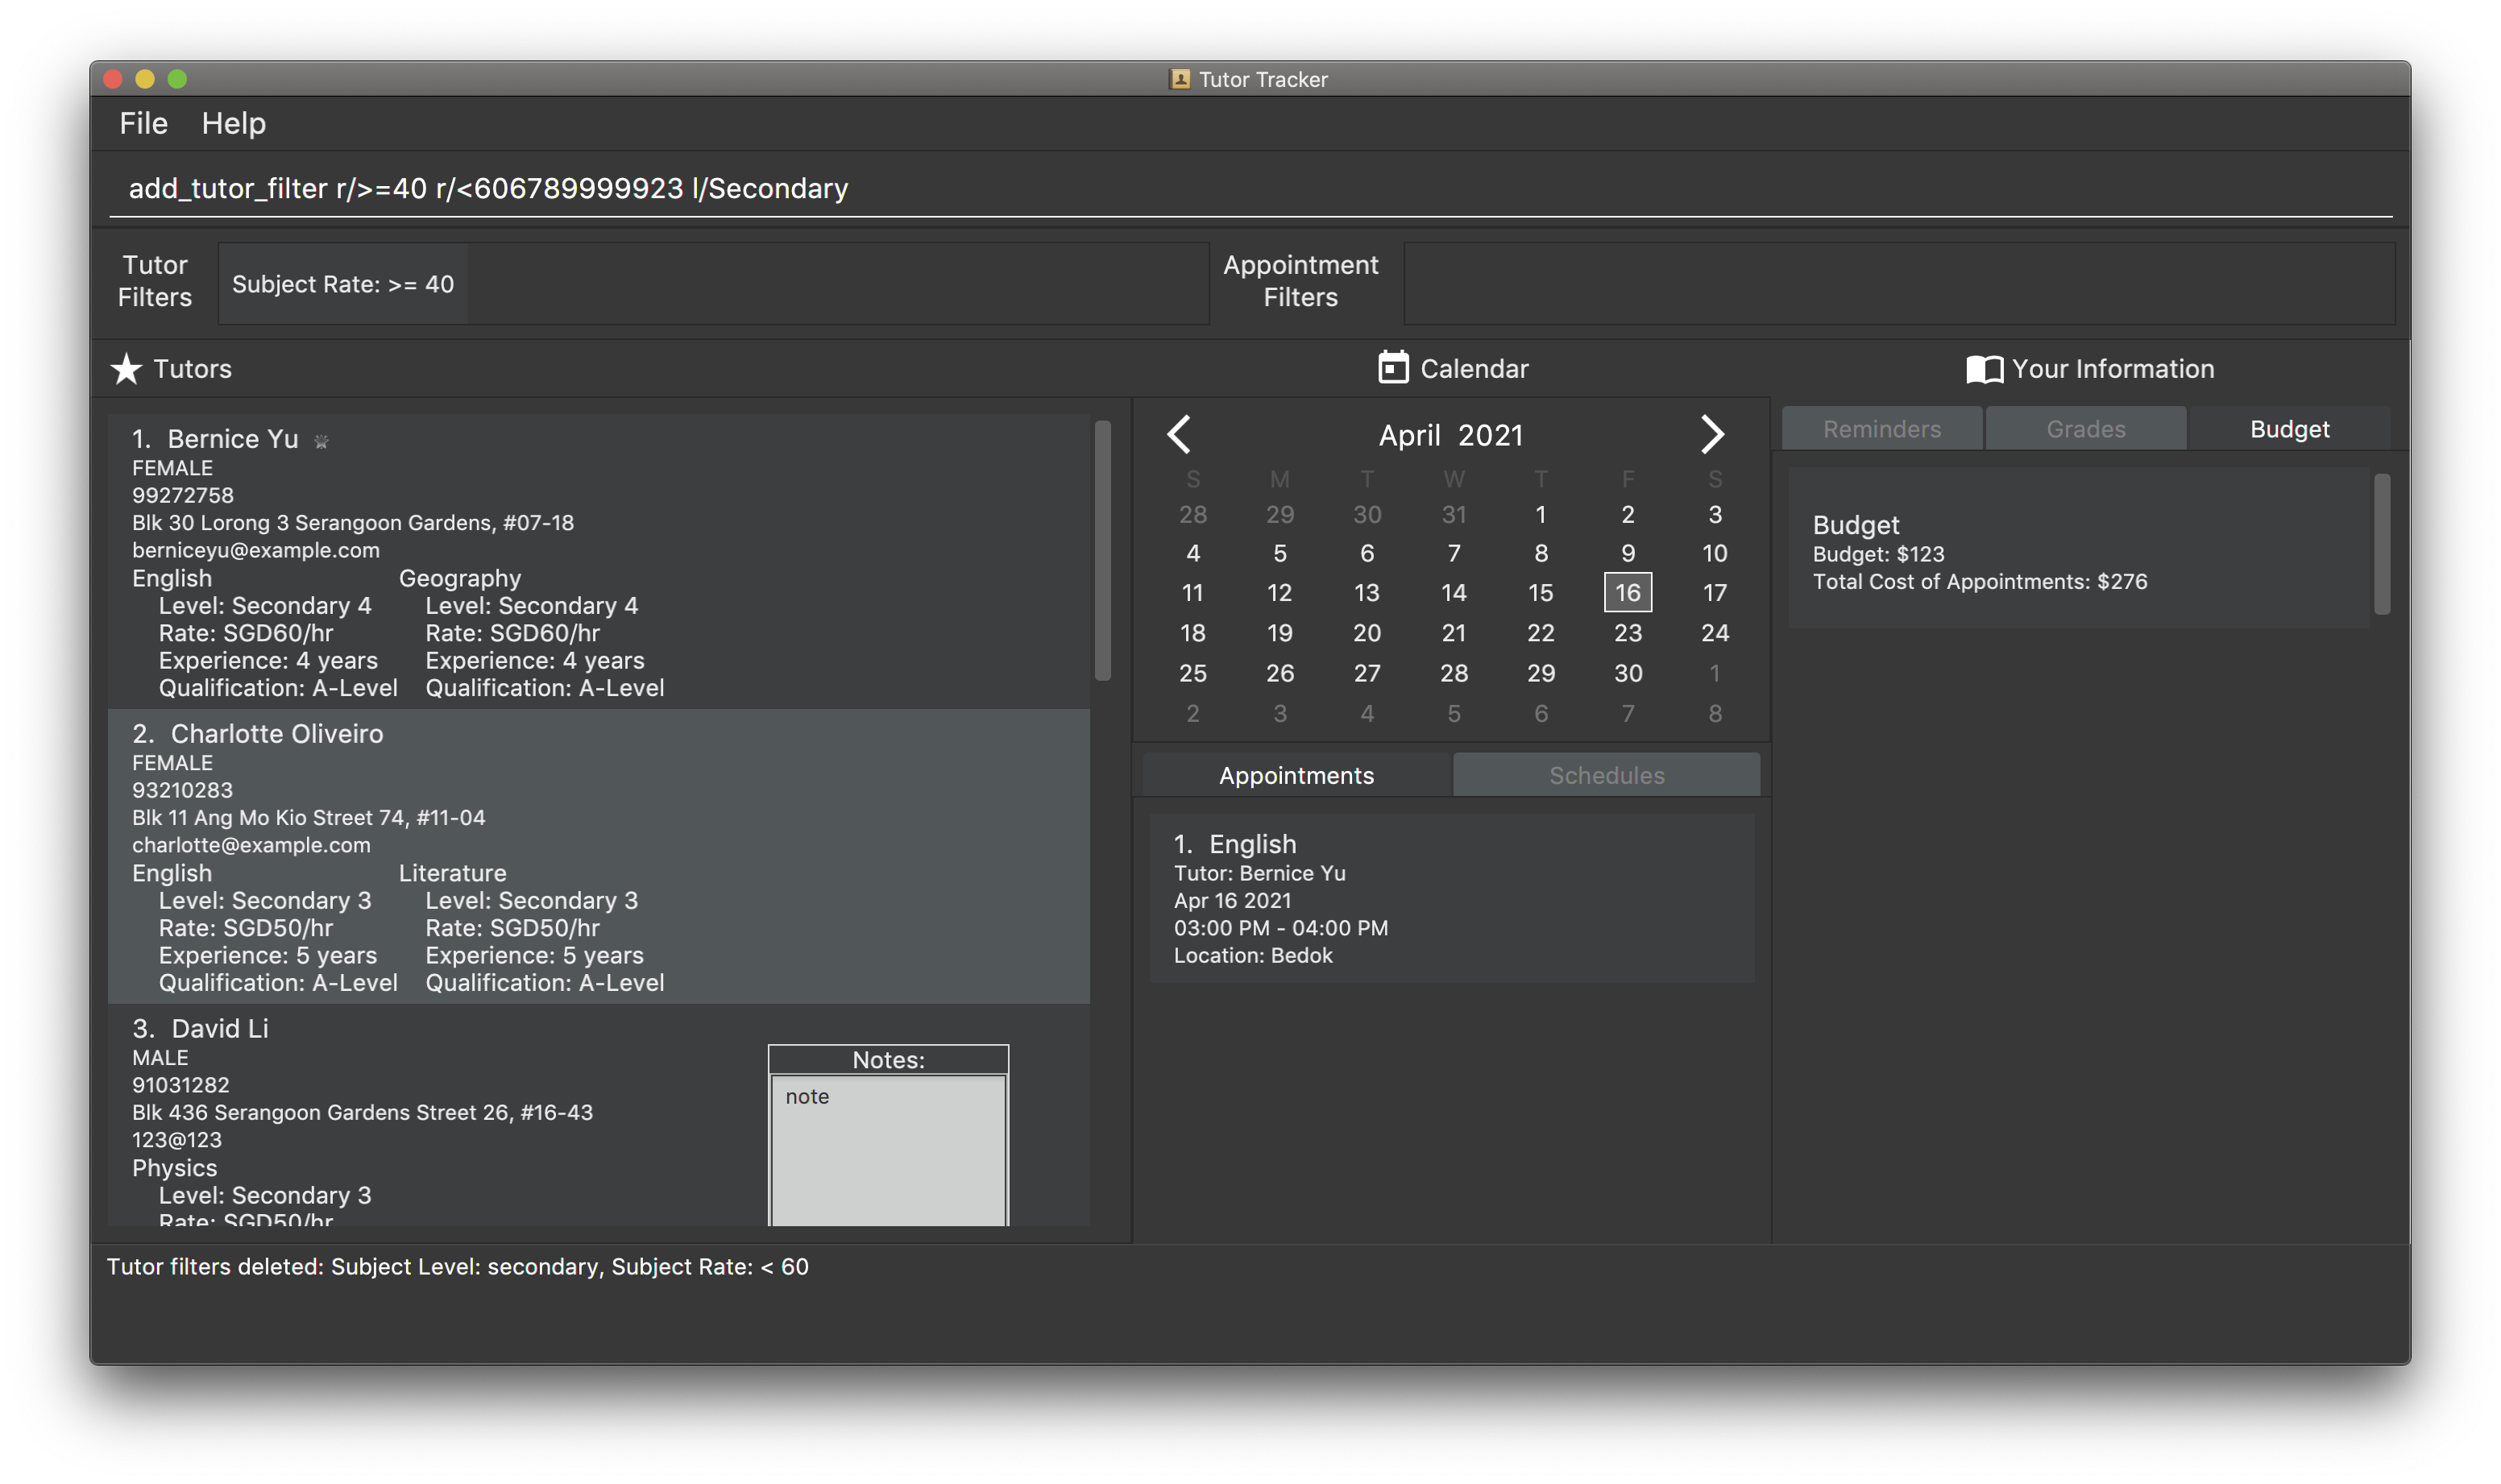 Tutor Tracker
File Help
add_tutor_filter r/>=40 r/<606789999923 l/Secondary
Tutor
Filters
Subject Rate: >= 40
Appointment
Filters
Tutors
1. Bernice Yu
FEMALE
99272758
Blk 30 Lorong 3 Serangoon Gardens, #07-18
berniceyu@example.com
English Geography
Level: Secondary 4 Level: Secondary 4
Rate: SGD60/hr Rate: SGD60/hr
Experience: 4 years Experience: 4 years
Qualification: A-Level Qualification: A-Level
2. Charlotte Oliveiro
FEMALE
93210283
Blk 11 Ang Mo Kio Street 74, #11-04
charlotte@example.com
English Literature
Level: Secondary 3 Level: Secondary 3
Rate: SGD50/hr Rate: SGD50/hr
Experience: 5 years Experience: 5 years
Qualification: A-Level Qualification: A-Level
3. David Li
MALE
91031282
Blk 436 Serangoon Gardens Street 26, #16-43
123@123
Physics
Level: Secondary 3
Rate: SGD50/hr
Notes:
note
Calendar
April 2021
S M T W T F S
28 29 30 31 1 2 3
4 5 6 7 8 9 10
11 12 13 14 15 16 17
18 19 20 21 22 23 24
25 26 27 28 29 30 1
2 3 4 5 6 7 8
Appointments Schedules
1. English
Tutor: Bernice Yu
Apr 16 2021
03:00 PM - 04:00 PM
Location: Bedok
Your Information
Reminders Grades Budget
Budget
Budget: $123
Total Cost of Appointments: $276
Tutor filters deleted: Subject Level: secondary, Subject Rate: < 60